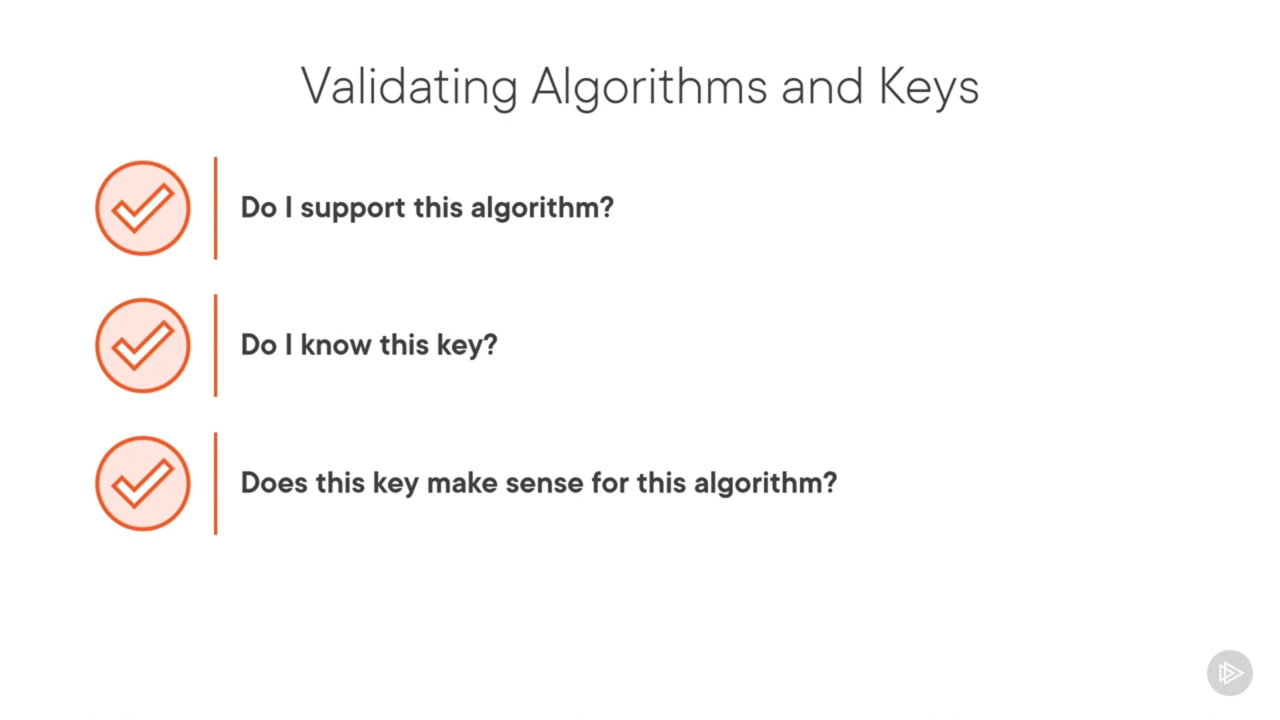 Validating Algorithms and Keys
Do I support this algorithm?
Do I know this key?
Does this key make sense for this algorithm?